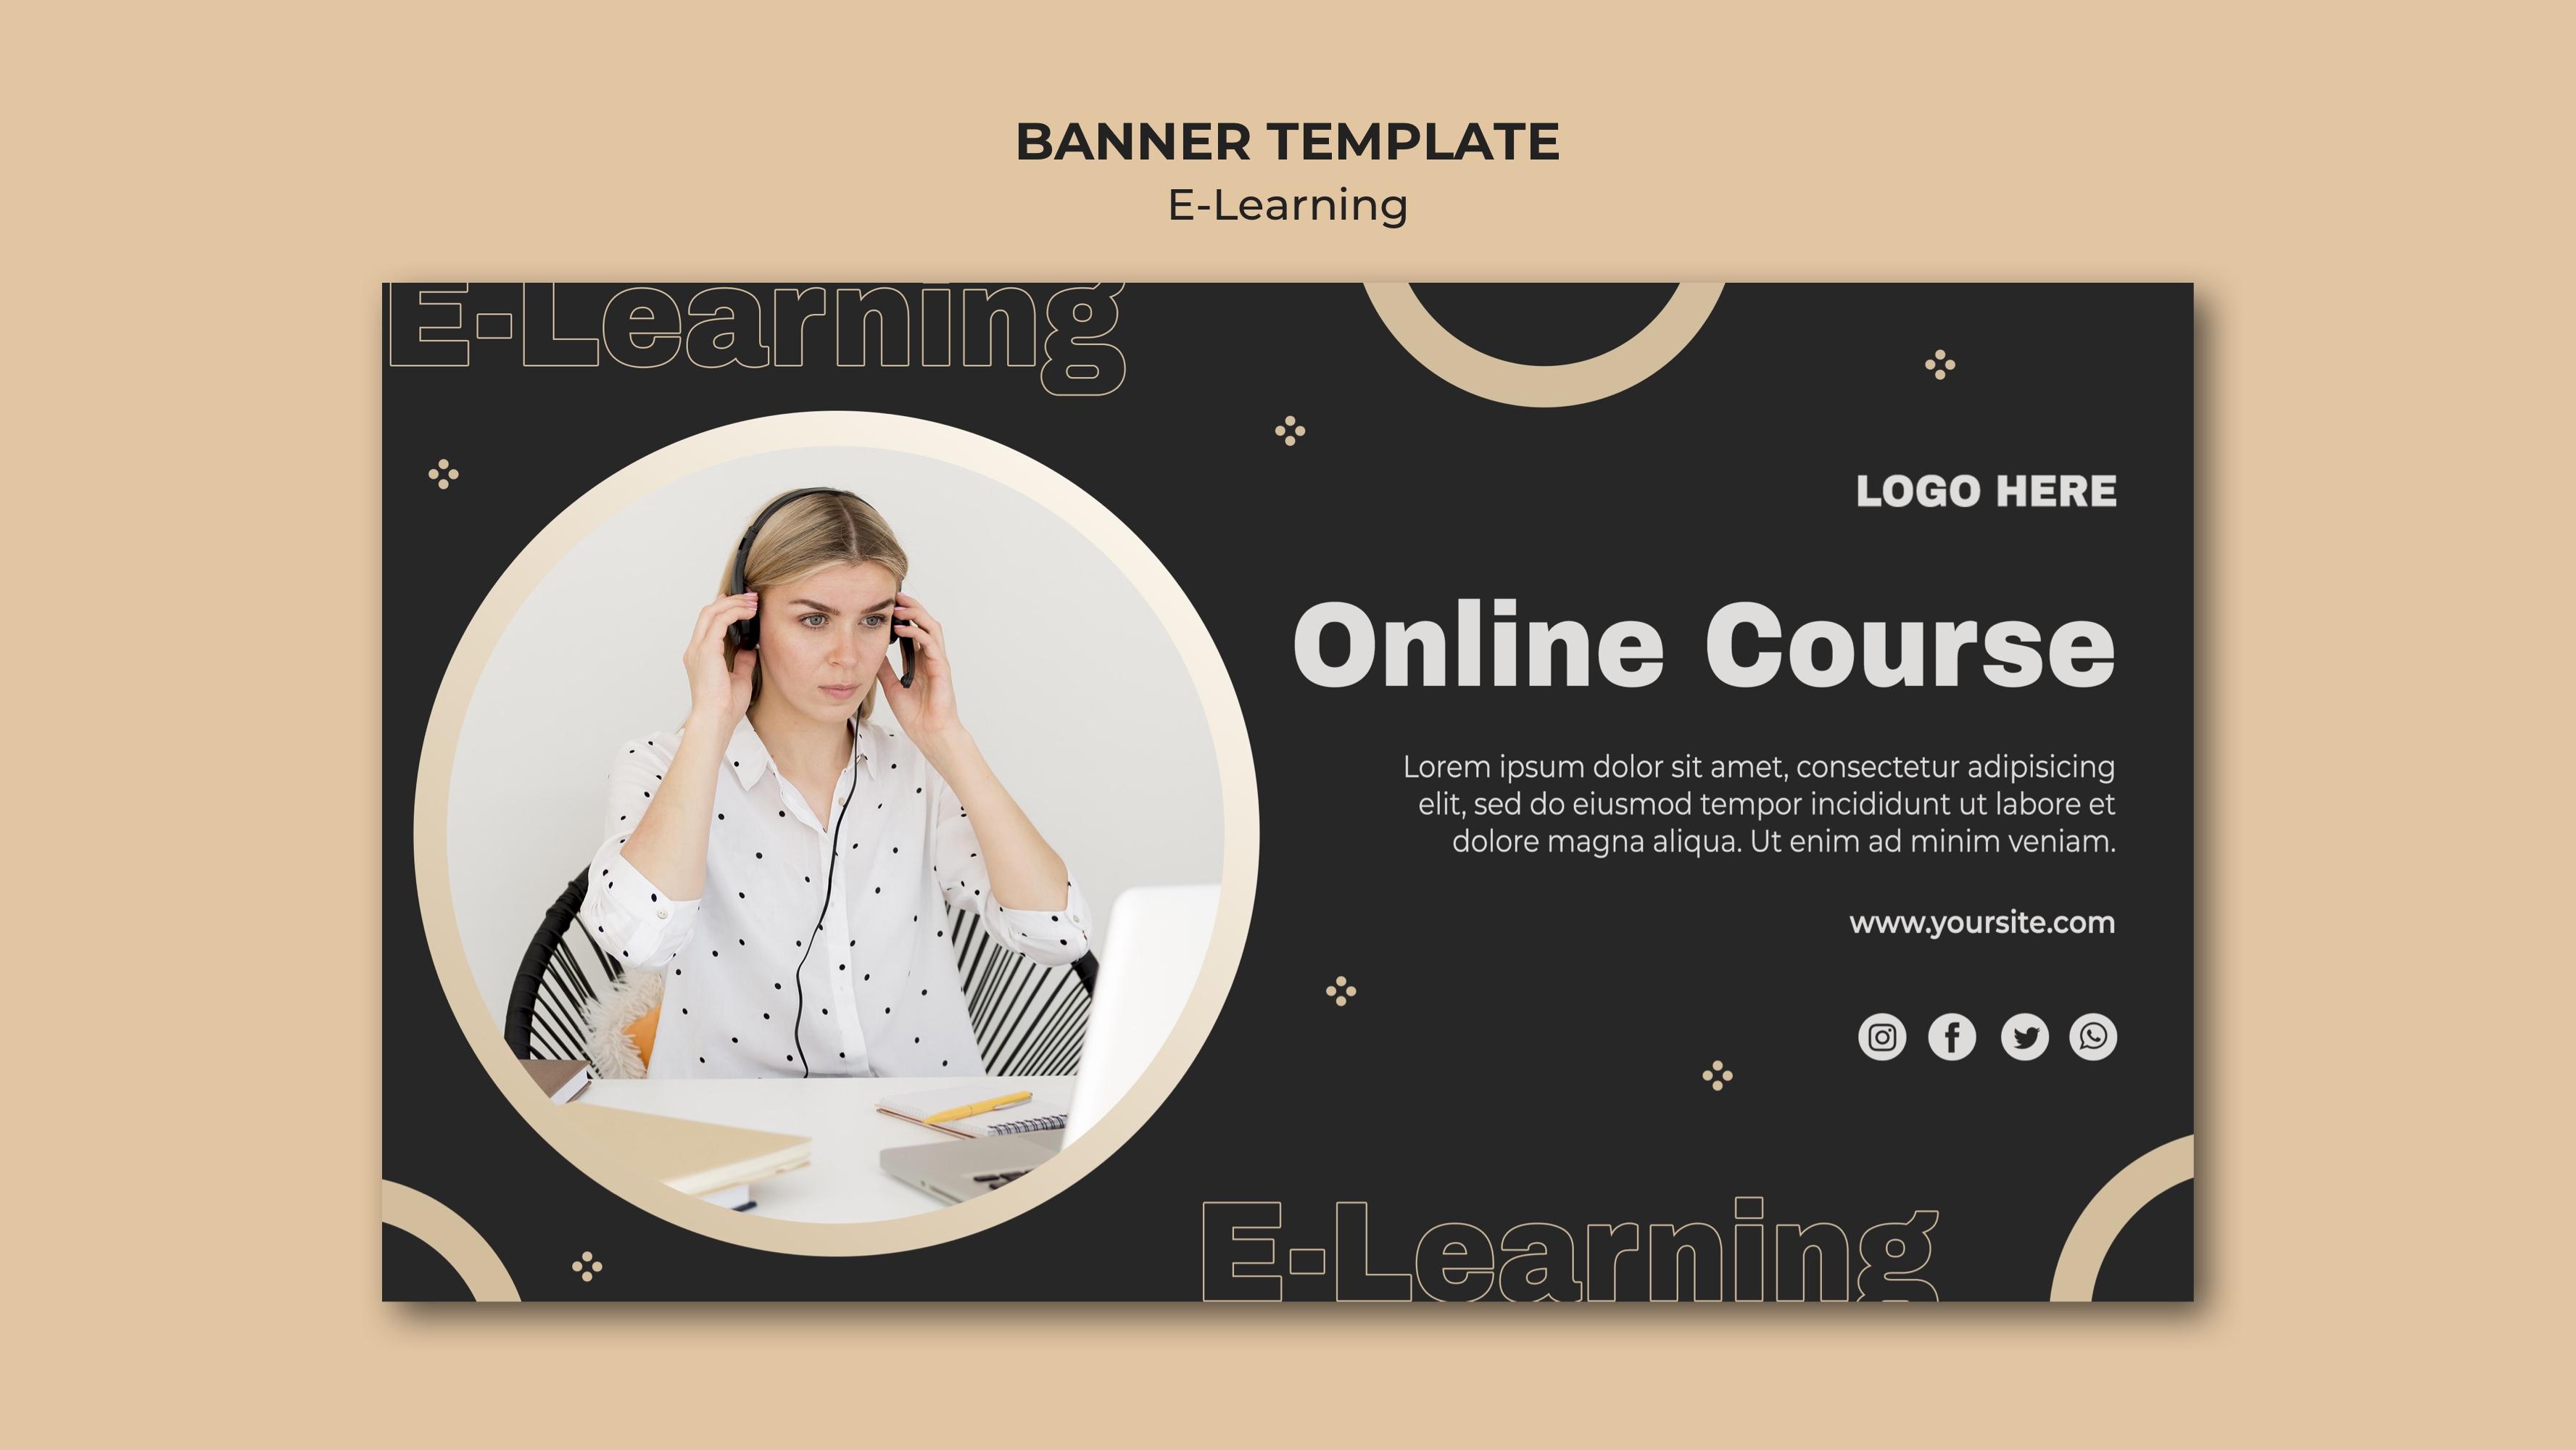 BANNER TEMPLATE
E-Learning
E-Learning
LOGO HERE
Online Course
Lorem ipsum dolor sit amet, consectetur adipisicing
elit, sed do eiusmod tempor incididunt ut labore et
dolore magna aliqua. Ut enim ad minim veniam.
www.yoursite.com
E-Learning